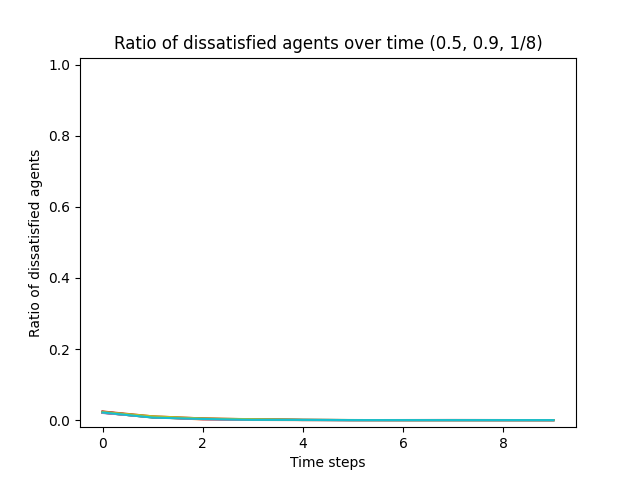 Ratio of dissatisfied agents over time (0.5, 0.9, 1/8)
1.0
0.8
0.6
0.4
0.2
0.0
Ratio of dissatisfied agents
0 2 4 6 8
Time steps